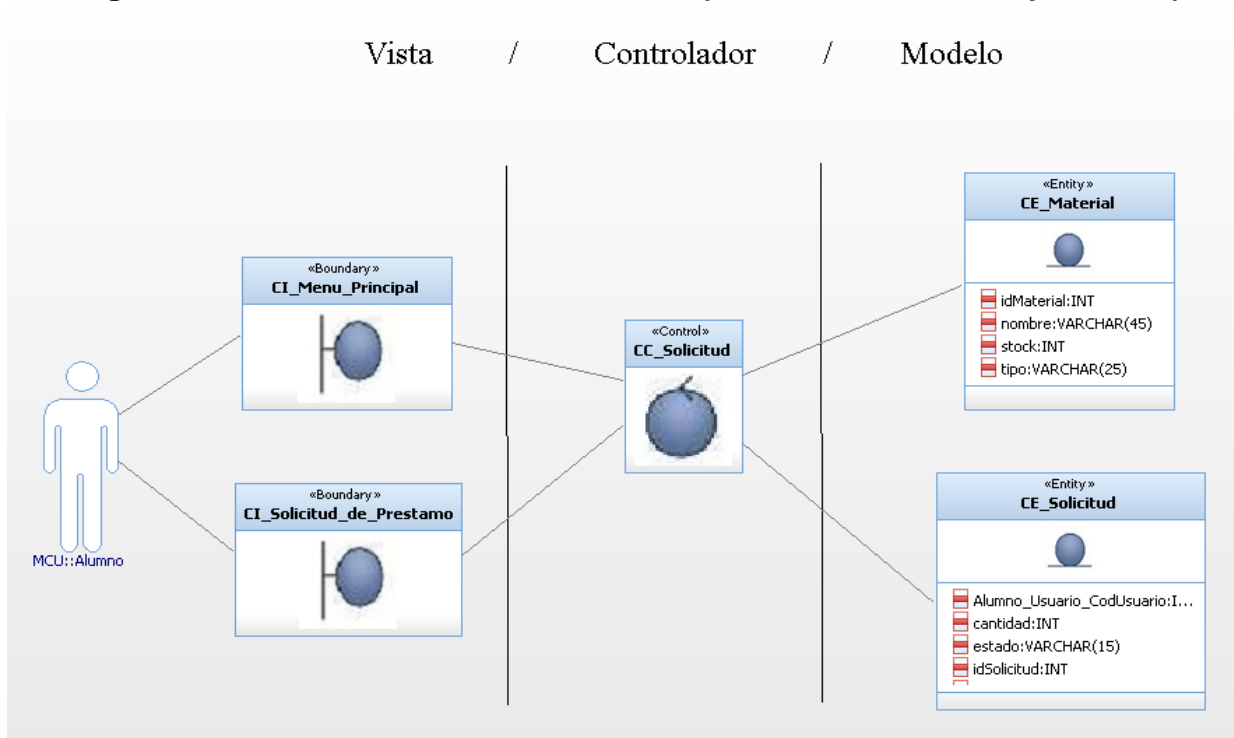 Vista / Controlador / Modelo
«Entity»
CE_Material
idMaterial:INT
nombre:VARCHAR(45)
stock:INT
tipo:VARCHAR(25)
«Boundary»
CI_Menu_Principal
«Control»
CC_Solicitud
MCU::Alumno
«Boundary»
CI_Solicitud_de_Prestamo
«Entity»
CE_Solicitud
Alumno_Usuario_CodUsuario:I...
cantidad:INT
estado:VARCHAR(15)
idSolicitud:INT